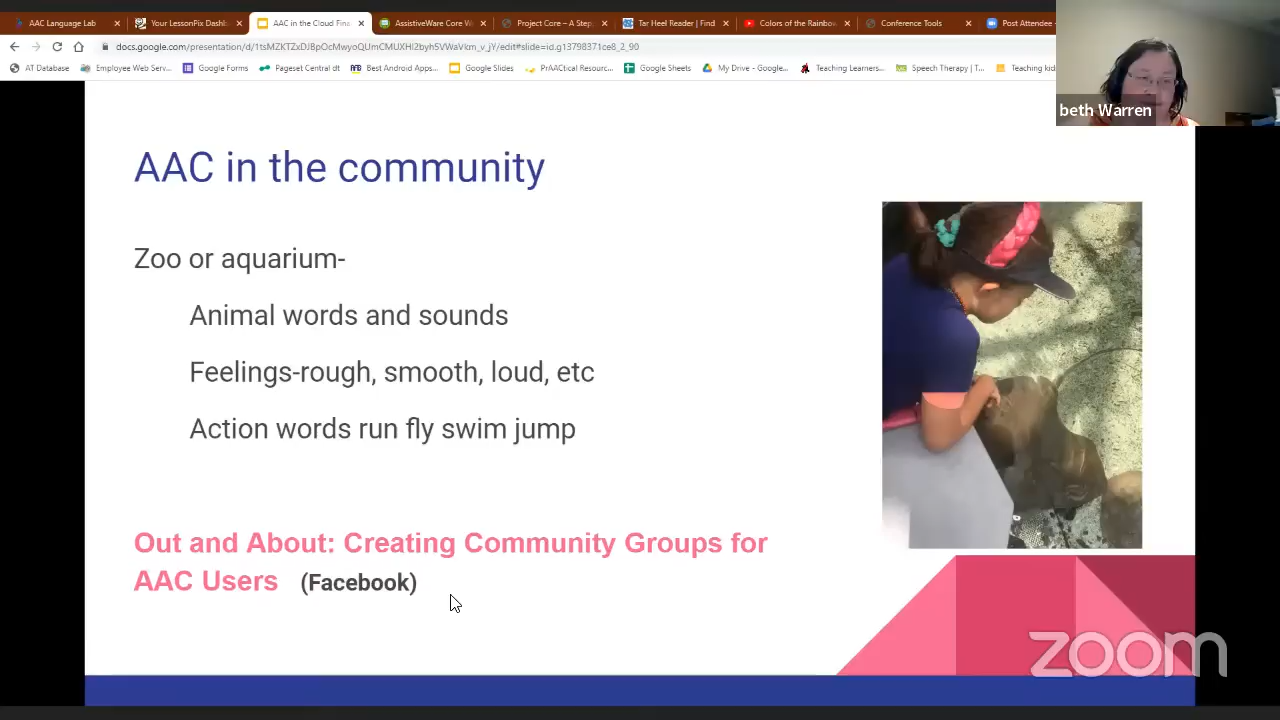 AAC Language Lab
Your LessonFix Dashb
AAC in the Cloud Fina
AssistiveWare Core W
Project Core – A Step
Tar Heel Reader | Find
Colors of the Rainbow
Conference Tools
Post Attendee -
docs.google.com/presentation/d/
edit#slide=id.g13798371ce8_2_90
AT Database
Employee Web Serv...
Google Forms
Pageset Central dt
Best Android Apps...
Google Slides
PrAACtical Resourc...
Google Sheets
My Drive - Google...
Teaching Learners...
Speech Therapy | T...
Teaching kid
beth Warren
AAC in the community
Zoo or aquarium-
Animal words and sounds
Feelings-rough, smooth, loud, etc
Action words run fly swim jump
Out and About: Creating Community Groups for
AAC Users (Facebook)
zoom